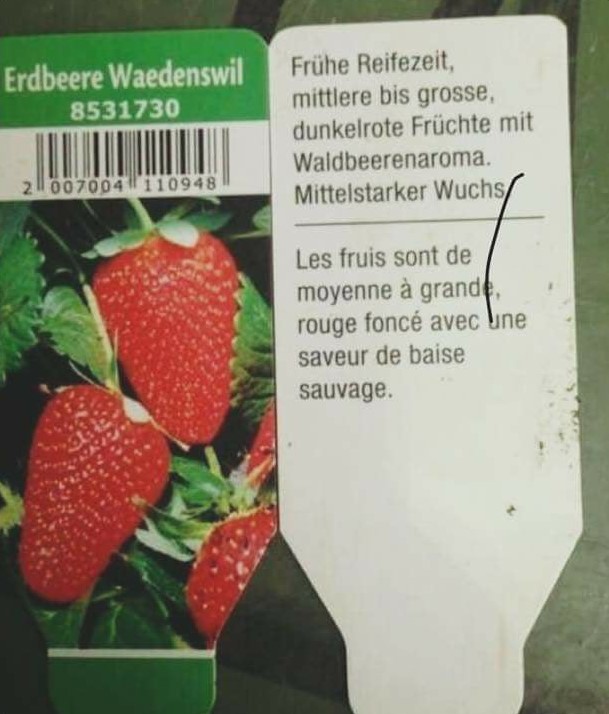 Erdbeere Waedenswil
8531730
2 007004 110948
Frühe Reifezeit,
mittlere bis grosse,
dunkelrote Früchte mit
Waldbeerenaroma.
Mittelstarker Wuchs
Les fruis sont de
moyenne à grande,
rouge foncé avec une
saveur de baise
sauvage.